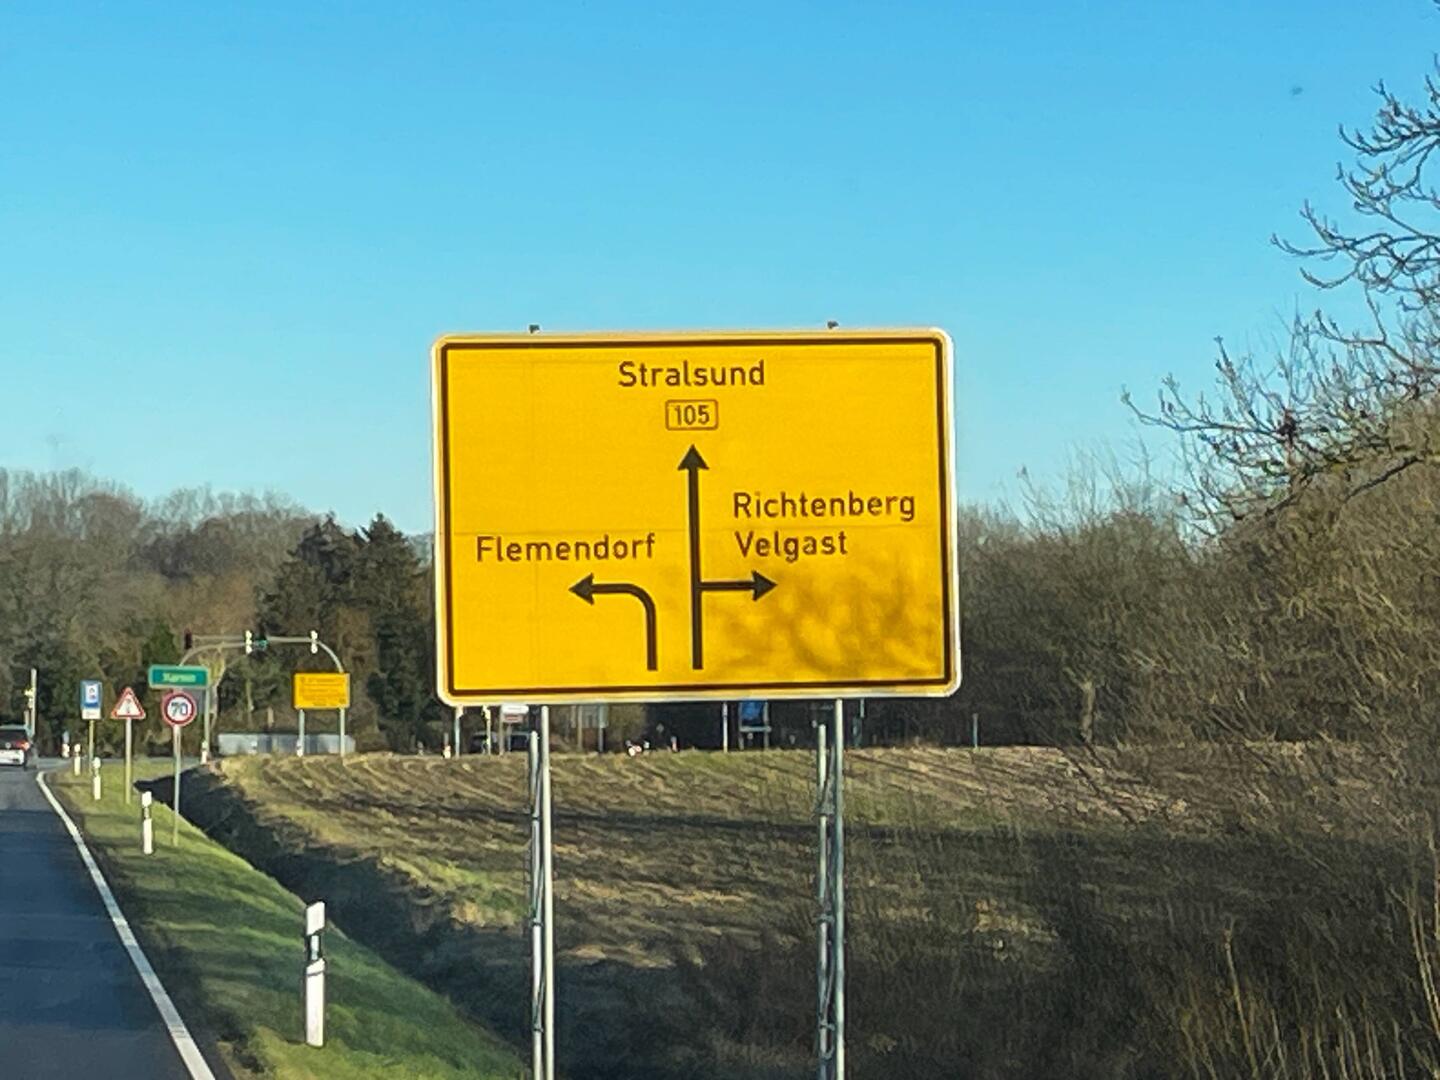 Stralsund
105
Richtenberg
Flemendorf
Velgast
70